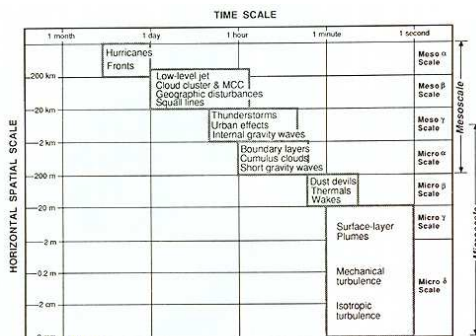 TIME SCALE
1 month 1 day 1 hour 1 minute 1 second
HORIZONTAL SPATIAL SCALE
Hurricanes
Fronts
Meso α
Scale
200 km
Low-level jet
Cloud cluster & MCC
Geographic disturbances
Squall lines
Meso β
Scale
20 km
Thunderstorms
Urban effects
Internal gravity waves
Meso γ
Scale
Mesoscale
2 km
Boundary layers
Cumulus clouds
Short gravity waves
Micro α
Scale
200 m
Dust devils
Thermals
Wakes
Micro β
Scale
20 m
Surface-layer
Plumes
Micro γ
Scale
2 m
Mechanical
turbulence
0.2 m
Micro δ
Scale
2 cm
Isotropic
turbulence